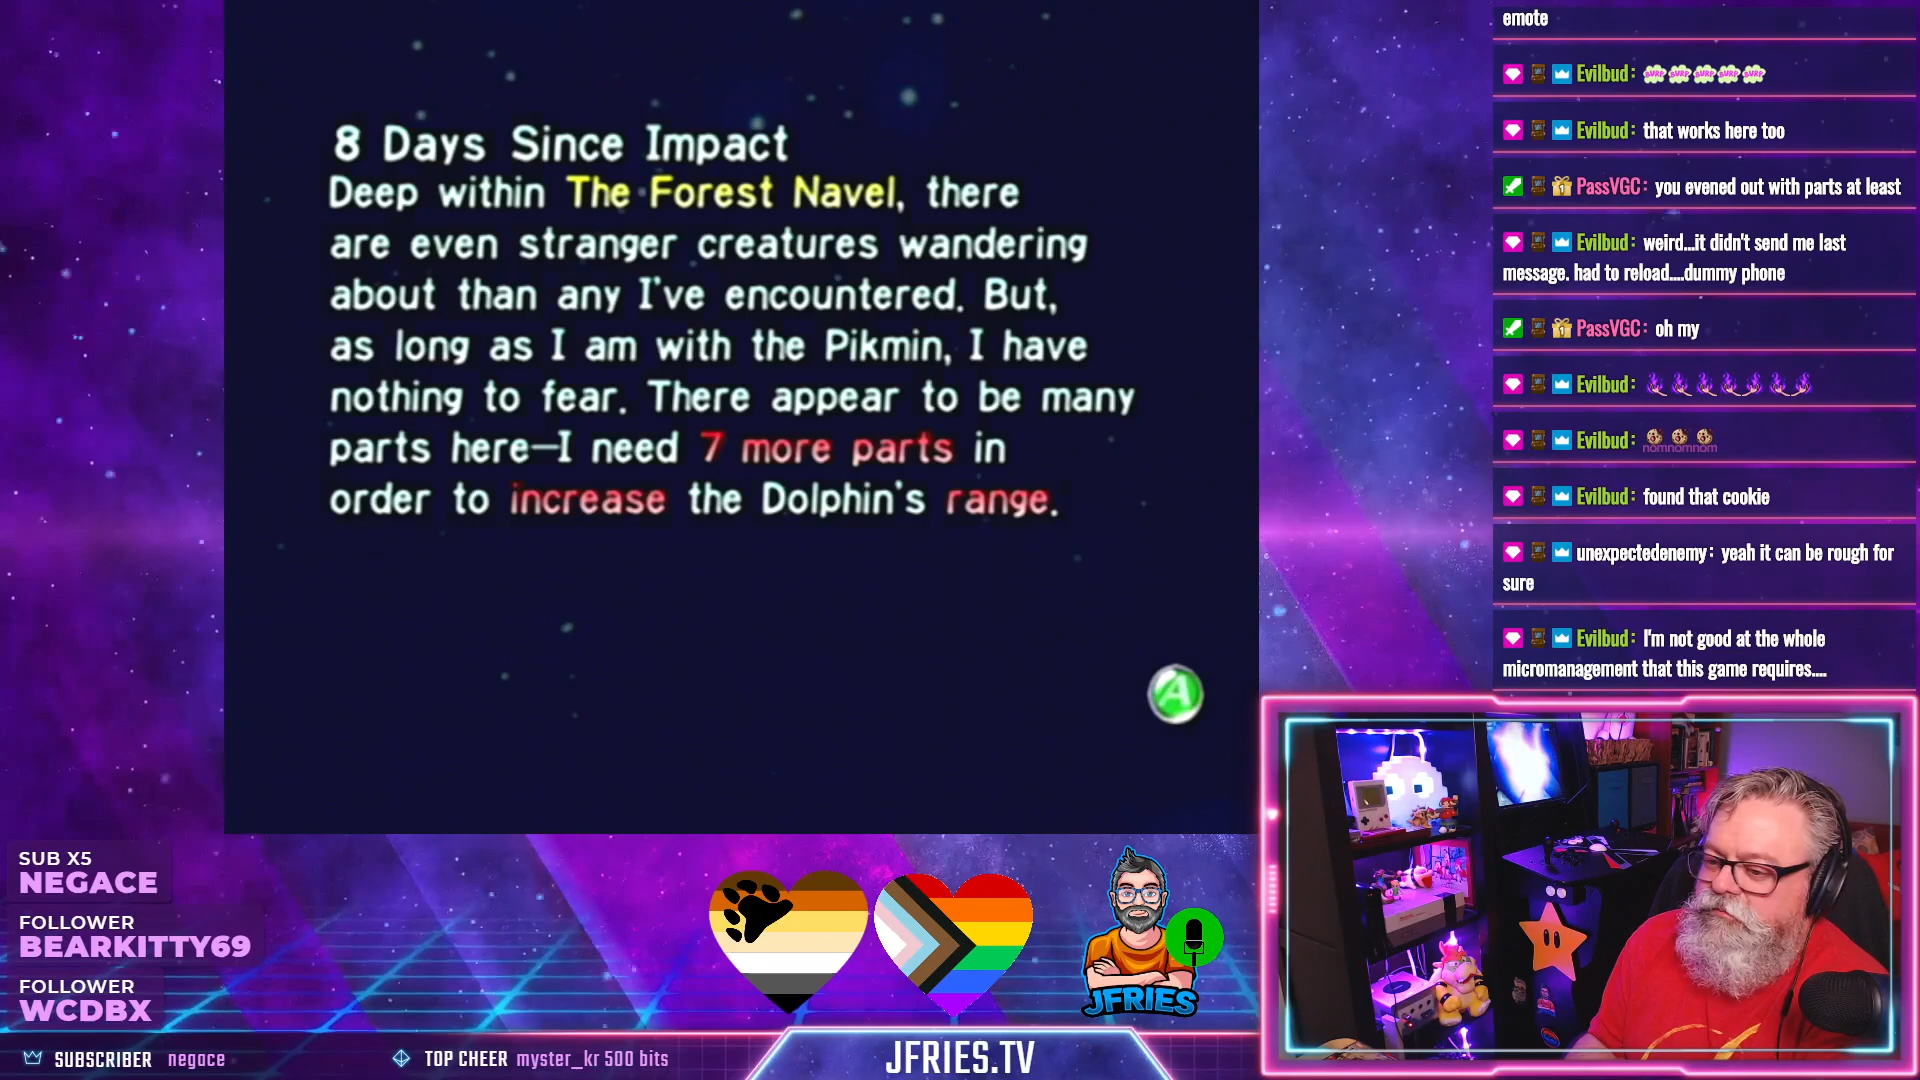 8 Days Since Impact
Deep within The Forest Navel, there
are even stranger creatures wandering
about than any I've encountered. But,
as long as I am with the Pikmin, I have
nothing to fear. There appear to be many
parts here—I need 7 more parts in
order to increase the Dolphin's range.
A
emote
Evilbud: BURP BURP BURP BURP BURP
Evilbud: that works here too
PassVGC: you evened out with parts at least
Evilbud: weird...it didn't send me last
message. had to reload....dummy phone
PassVGC: oh my
Evilbud:
Evilbud: nomnomnom
Evilbud: found that cookie
unexpectedenemy: yeah it can be rough for
sure
Evilbud: I'm not good at the whole
micromanagement that this game requires....
SUB X5
NEGACE
FOLLOWER
BEARKITTY69
FOLLOWER
WCDBX
JFRIES
SUBSCRIBER negace
TOP CHEER myster_kr 500 bits
JFRIES.TV